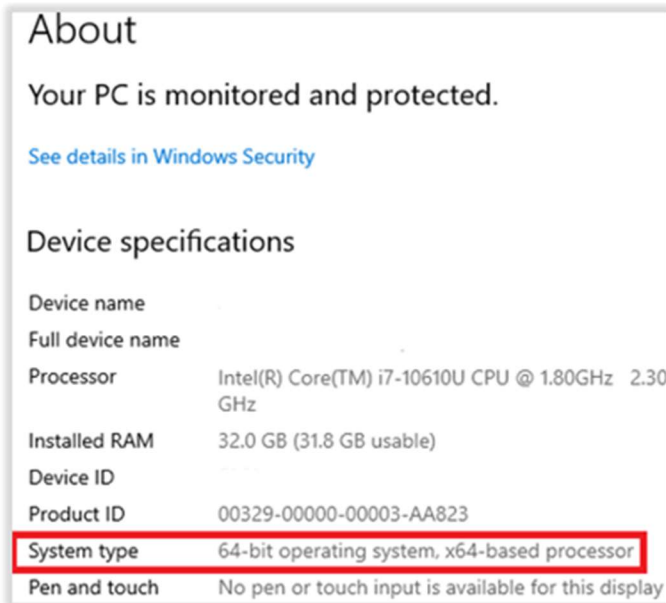 About
Your PC is monitored and protected.
See details in Windows Security
Device specifications
Device name
Full device name
Processor Intel(R) Core(TM) i7-10610U CPU @ 1.80GHz 2.30
GHz
Installed RAM 32.0 GB (31.8 GB usable)
Device ID
Product ID 00329-00000-00003-AA823
System type 64-bit operating system, x64-based processor
Pen and touch No pen or touch input is available for this display